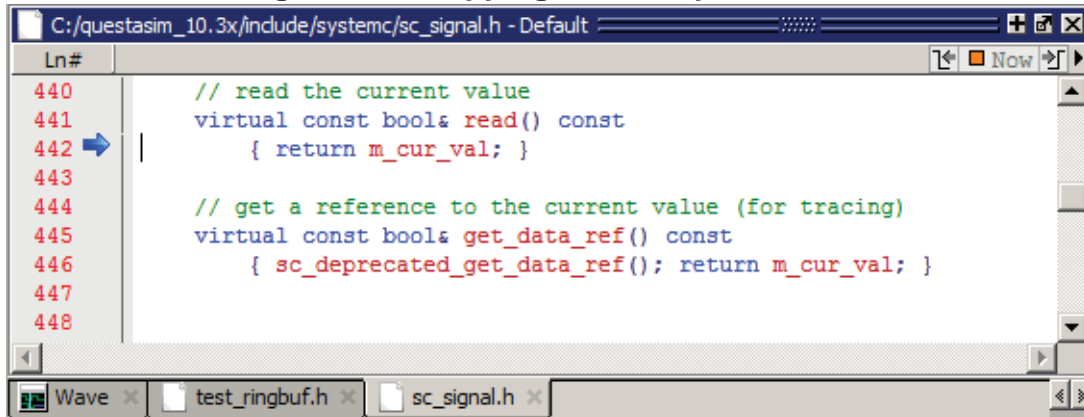 C:/questasim_10.3x/include/systemc/sc_signal.h - Default
Ln#
Now
440 // read the current value
441 virtual const bool& read() const
442 { return m_cur_val; }
443
444 // get a reference to the current value (for tracing)
445 virtual const bool& get_data_ref() const
446 { sc_deprecated_get_data_ref(); return m_cur_val; }
447
448
Wave test_ringbuf.h sc_signal.h